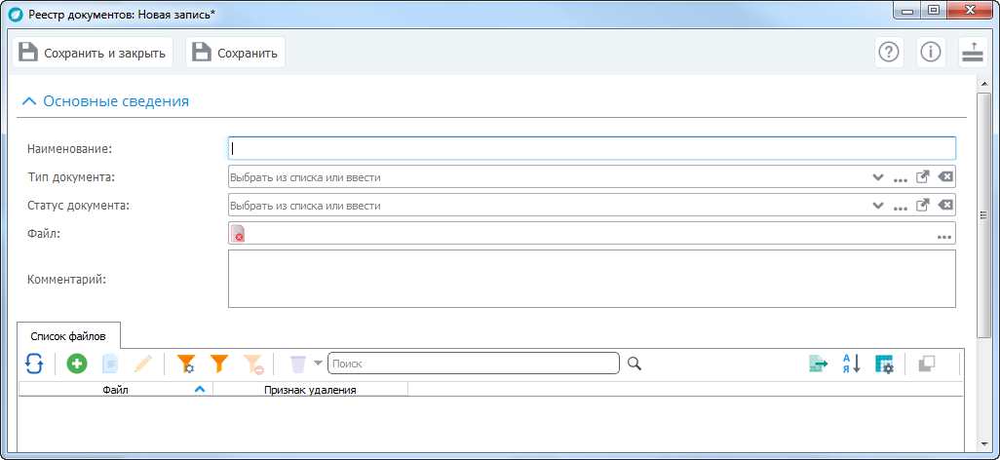 Реестр документов: Новая запись*
Сохранить и закрыть Сохранить
Основные сведения
Наименование:
Тип документа: Выбрать из списка или ввести
Статус документа: Выбрать из списка или ввести
Файл:
Комментарий:
Список файлов
Поиск
Файл Признак удаления